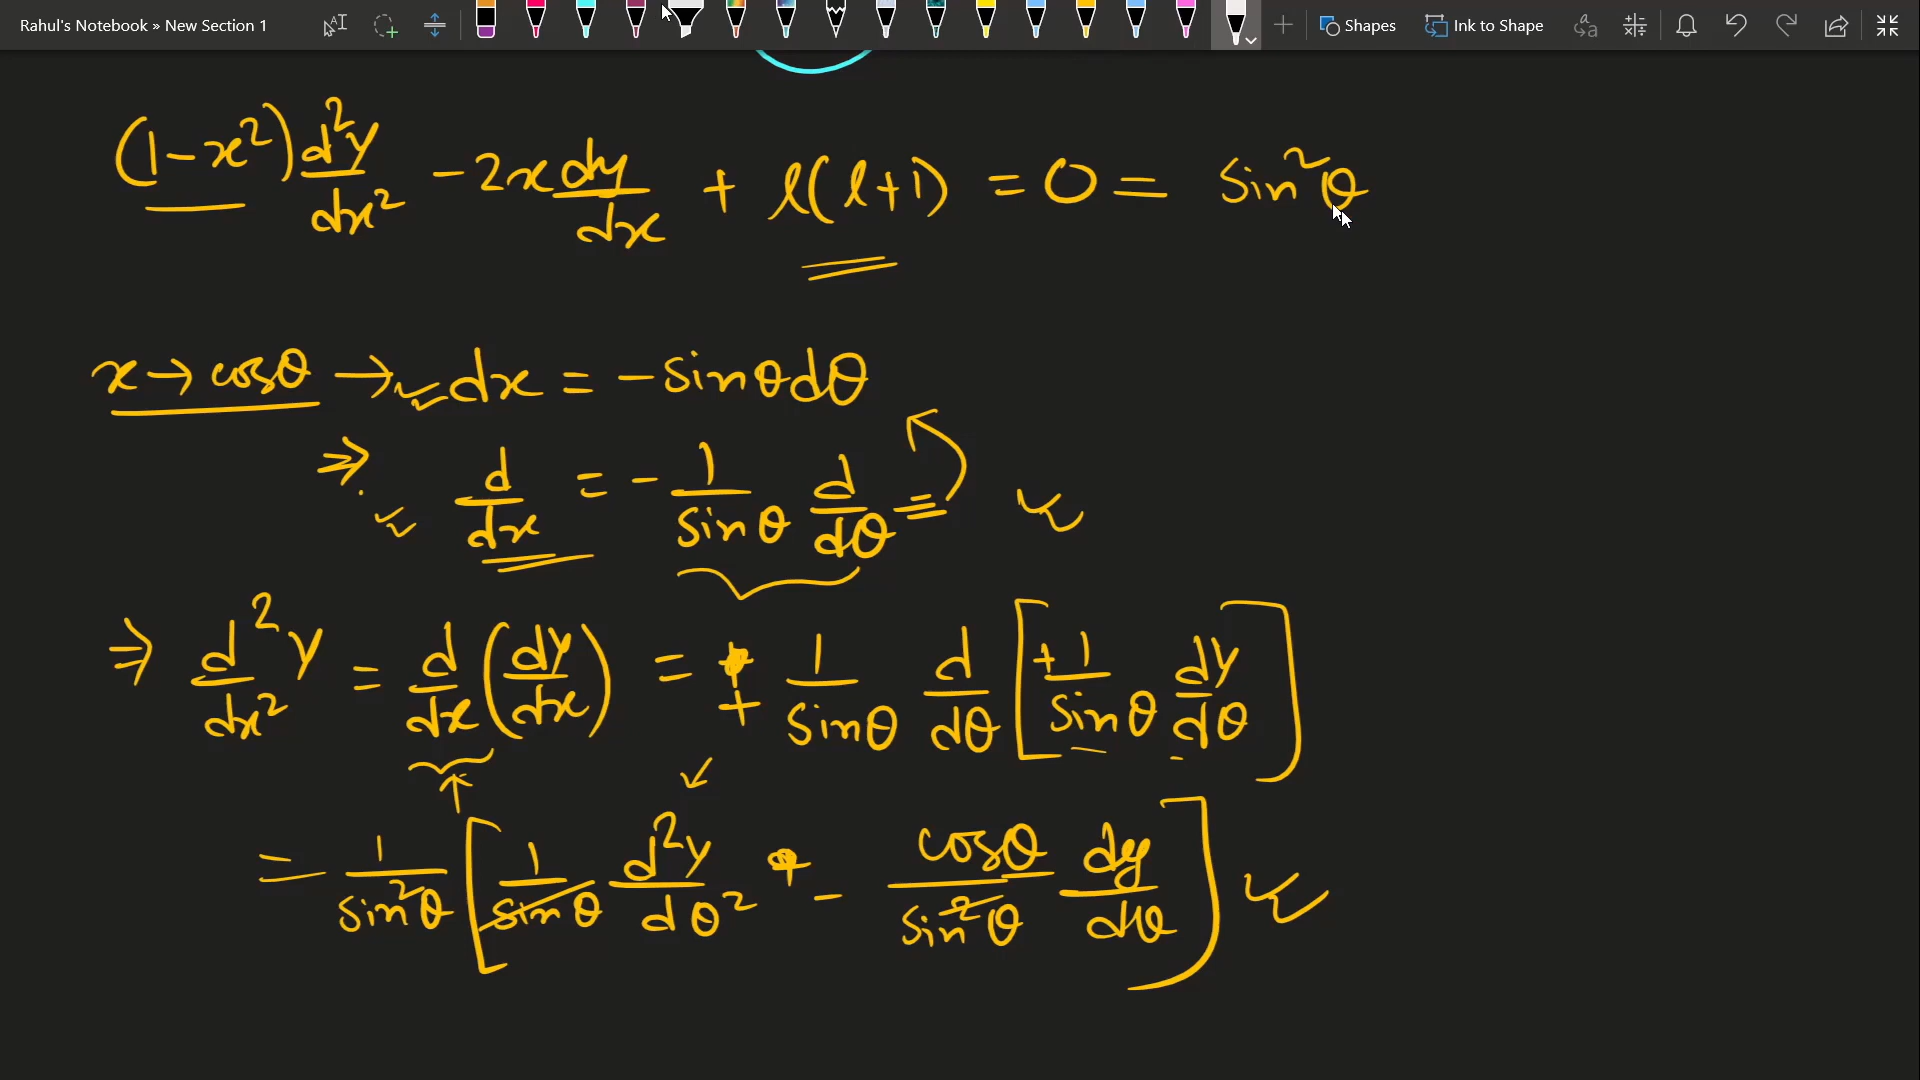 Rahul's Notebook » New Section 1
Shapes
Ink to Shape
(1-x²) d²y/dx² - 2x dy/dx + l(l+1) = 0 = sin²θ
x → cosθ → dx = - sinθ dθ
⇒ d/dx = - 1/sinθ d/dθ =
⇒ d²y/dx² = d/dx (dy/dx) = + 1/sinθ d/dθ [+1/sinθ dy/dθ]
= 1/sin²θ [1/sinθ d²y/dθ² - cosθ/sin²θ dy/dθ]